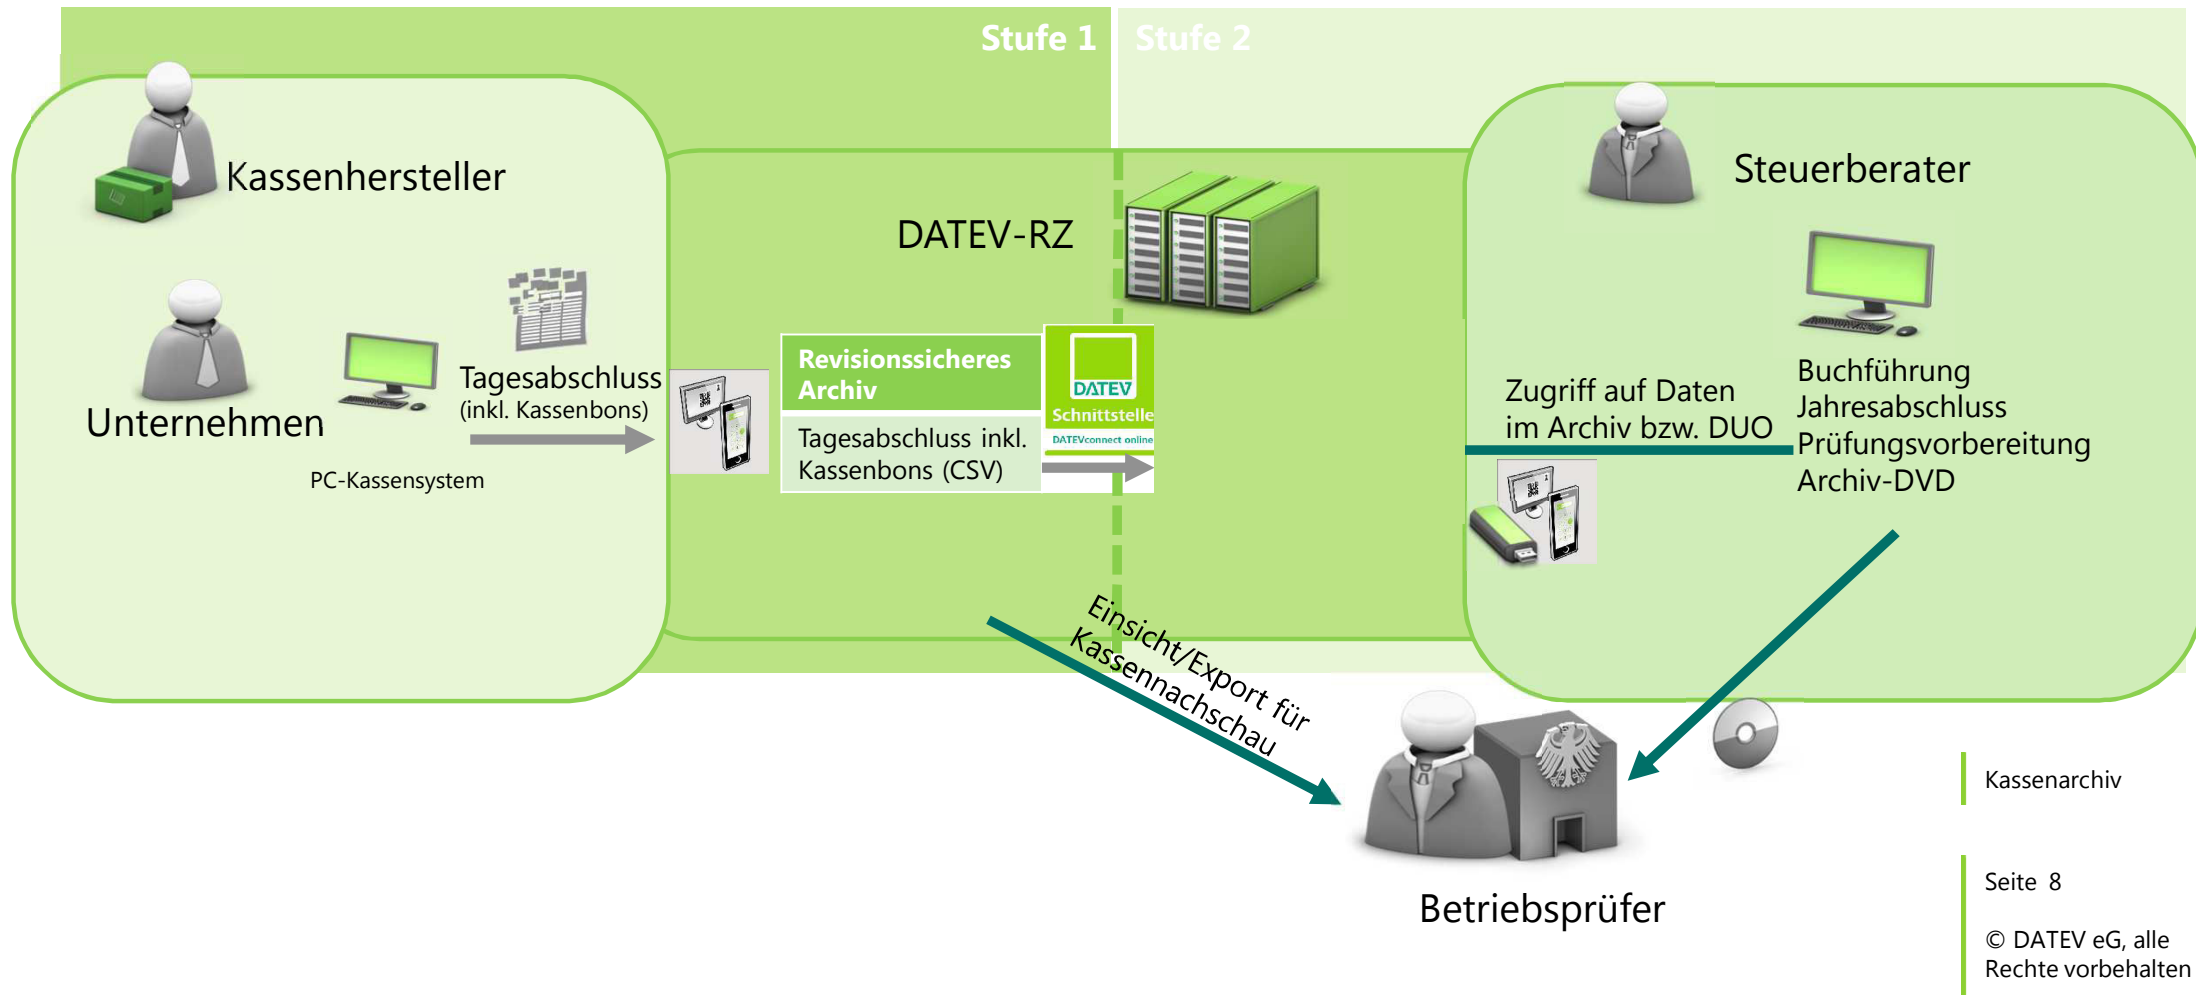 Stufe 1
Stufe 2
Kassenhersteller
Unternehmen
PC-Kassensystem
Tagesabschluss
(inkl. Kassenbons)
DATEV-RZ
Revisionssicheres
Archiv
Tagesabschluss inkl.
Kassenbons (CSV)
DATEV
Schnittstelle
DATEVconnect online
Steuerberater
Zugriff auf Daten
im Archiv bzw. DUO
Buchführung
Jahresabschluss
Prüfungsvorbereitung
Archiv-DVD
Einsicht/Export für
Kassennachschau
Betriebsprüfer
Kassenarchiv
Seite 8
© DATEV eG, alle
Rechte vorbehalten